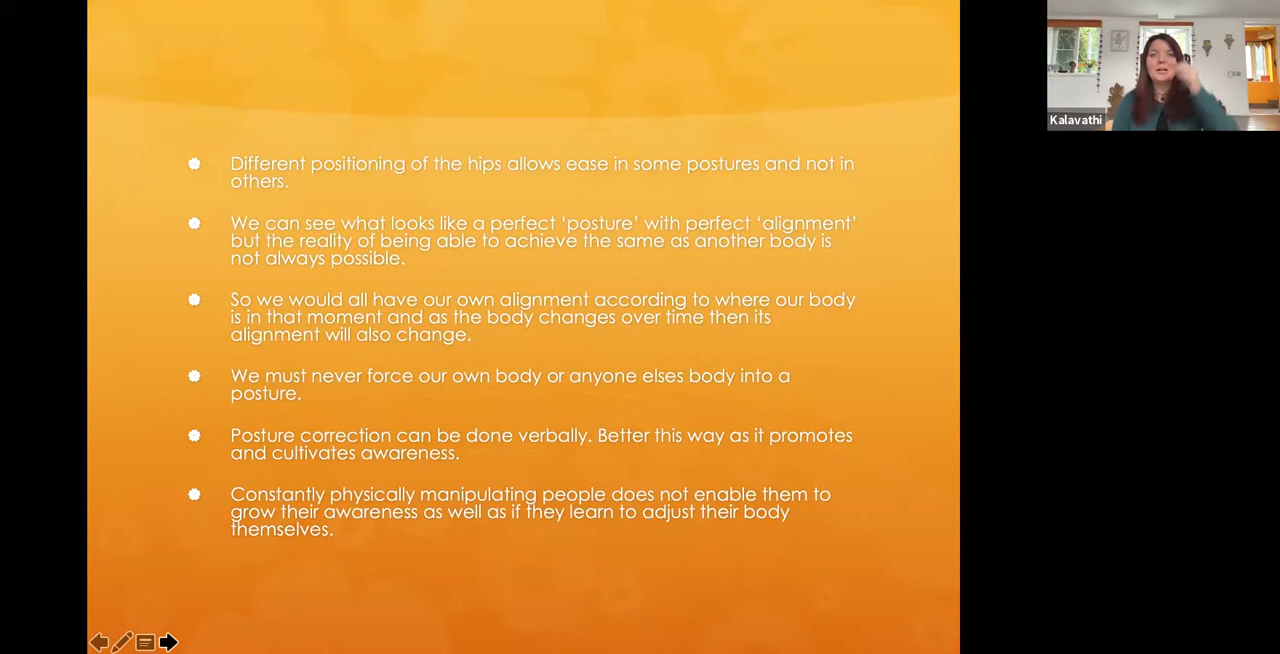 Different positioning of the hips allows ease in some postures and not in
others.
We can see what looks like a perfect ‘posture’ with perfect ‘alignment’
but the reality of being able to achieve the same as another body is
not always possible.
So we would all have our own alignment according to where our body
is in that moment and as the body changes over time then its
alignment will also change.
We must never force our own body or anyone elses body into a
posture.
Posture correction can be done verbally. Better this way as it promotes
and cultivates awareness.
Constantly physically manipulating people does not enable them to
grow their awareness as well as if they learn to adjust their body
themselves.
Kalavathi